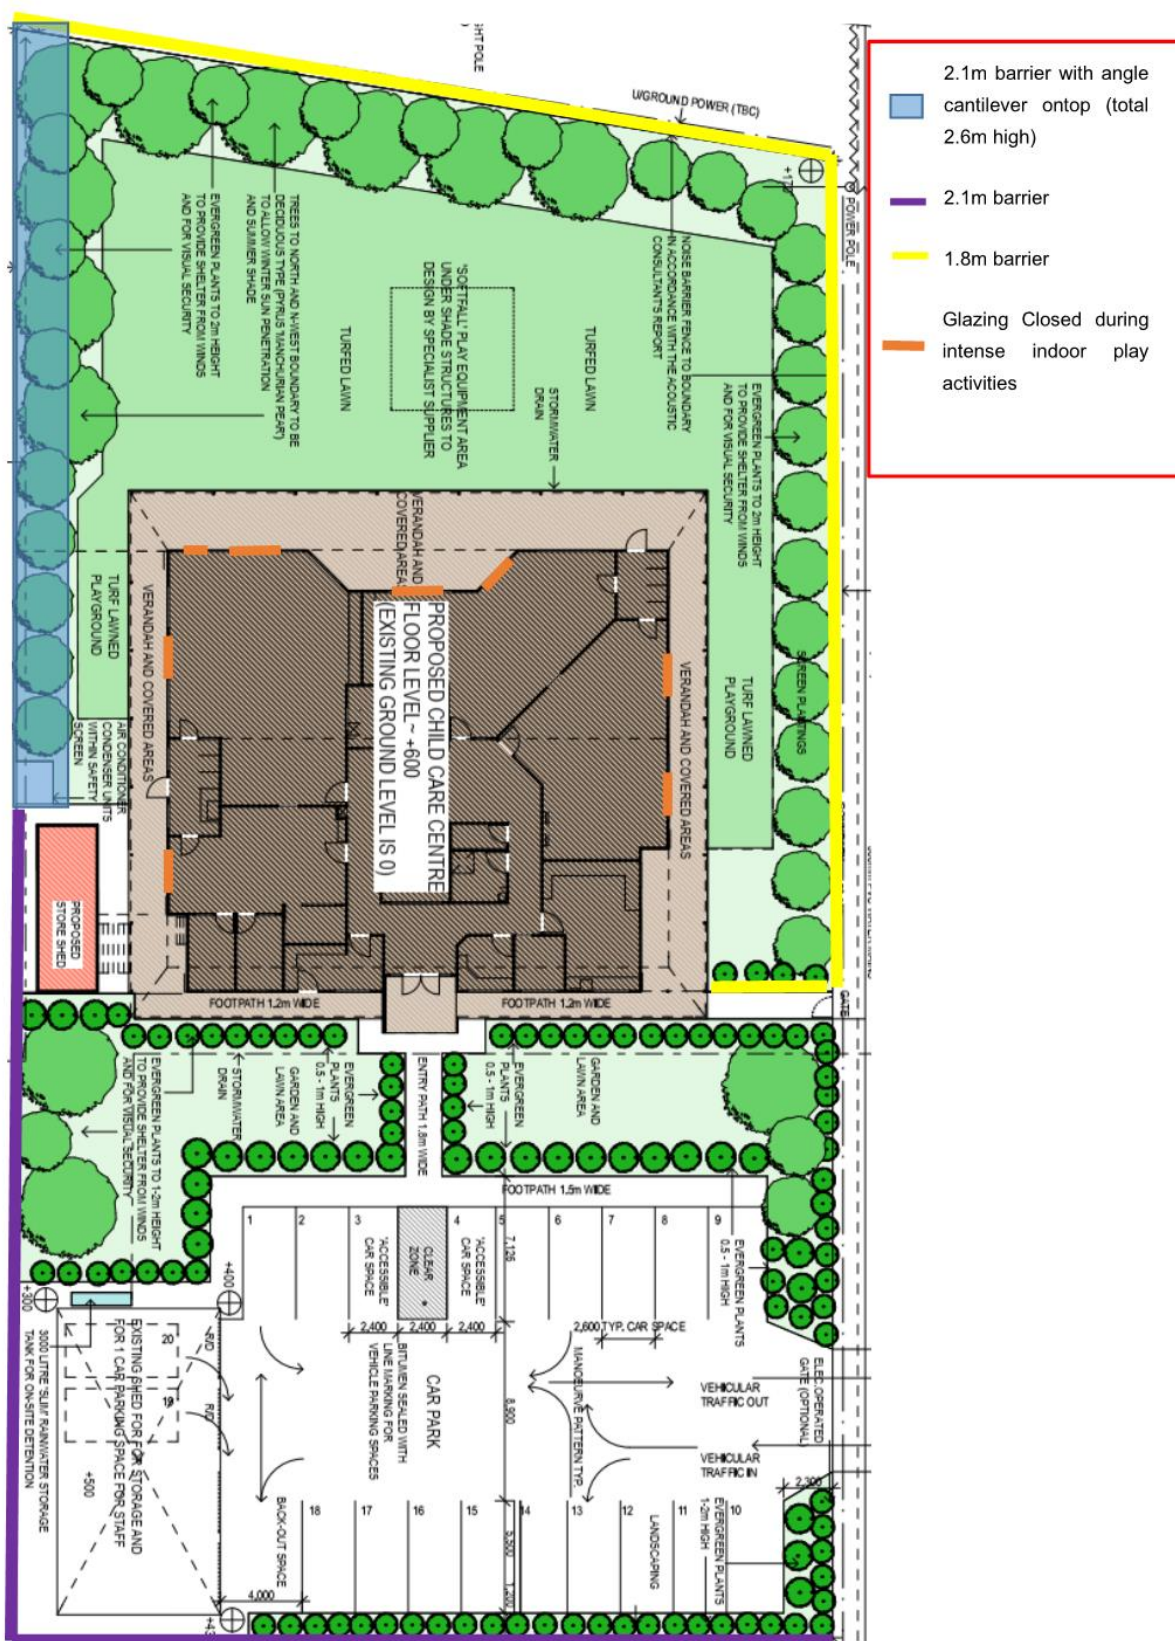 2.1m barrier with angle
cantilever ontop (total
2.6m high)
2.1m barrier
1.8m barrier
Glazing Closed during
intense indoor play
activities
HT POLE
U/GROUND POWER (TBC)
POWER POLE
EVERGREEN PLANTS TO 2m HEIGHT
TO PROVIDE SHELTER FROM WINDS
AND FOR VISUAL SECURITY
TREES TO NORTH AND N-WEST BOUNDARY TO BE
DECIDUOUS TYPE (PYRUS 'MANCHURIAN PEAR')
TO ALLOW WINTER SUN PENETRATION
AND SUMMER SHADE
TURFED LAWN
'SOFTFALL' PLAY EQUIPMENT AREA
UNDER SHADE STRUCTURES TO
DESIGN BY SPECIALIST SUPPLIER
TURFED LAWN
NOISE BARRIER FENCE TO BOUNDARY
IN ACCORDANCE WITH THE ACOUSTIC
CONSULTANT'S REPORT
STORMWATER
DRAIN
EVERGREEN PLANTS TO 2m HEIGHT
TO PROVIDE SHELTER FROM WINDS
AND FOR VISUAL SECURITY
VERANDAH AND
COVERED AREAS
TURF LAWNED
PLAYGROUND
VERANDAH AND COVERED AREAS
PROPOSED CHILD CARE CENTRE
FLOOR LEVEL ~ +600
(EXISTING GROUND LEVEL IS 0)
VERANDAH AND COVERED AREAS
TURF LAWNED
PLAYGROUND
SCREEN PLANTINGS
AIR CONDITIONER
CONDENSER UNITS
WITHIN SAFETY
SCREEN
PROPOSED
STORE SHED
GATE
FOOTPATH 1.2m WIDE
FOOTPATH 1.2m WIDE
EVERGREEN PLANTS TO 1-2m HEIGHT
TO PROVIDE SHELTER FROM WINDS
AND FOR VISUAL SECURITY
STORMWATER
DRAIN
GARDEN AND
LAWN AREA
EVERGREEN
PLANTS
0.5 - 1m HIGH
ENTRY PATH 1.8m WIDE
EVERGREEN
PLANTS
0.5 - 1m HIGH
GARDEN AND
LAWN AREA
FOOTPATH 1.5m WIDE
1
2
3
4
5
6
7
8
9
'ACCESSIBLE'
CAR SPACE
CLEAR
ZONE
'ACCESSIBLE'
CAR SPACE
7,126
EVERGREEN PLANTS
0.5 - 1m HIGH
+300
+400
2,400
2,400
2,400
2,600 TYP. CAR SPACE
3000 LITRE 'SLIM' RAINWATER STORAGE
TANK FOR ON-SITE DETENTION
EXISTING SHED FOR FOR STORAGE AND
FOR 1 CAR PARKING SPACE FOR STAFF
20
19
R/D
R/D
+500
CAR PARK
BITUMEN SEALED WITH
LINE MARKING FOR
VEHICLE PARKING SPACES
8,900
MANOEURVE PATTERN TYP.
VEHICULAR
TRAFFIC OUT
VEHICULAR
TRAFFIC IN
ELEC.OPERATED
GATE (OPTIONAL)
2,300
BACK-OUT SPACE
18
17
16
15
14
13
12
11
10
5,500
1,200
LANDSCAPING
EVERGREEN PLANTS
1-2m HIGH
4,000